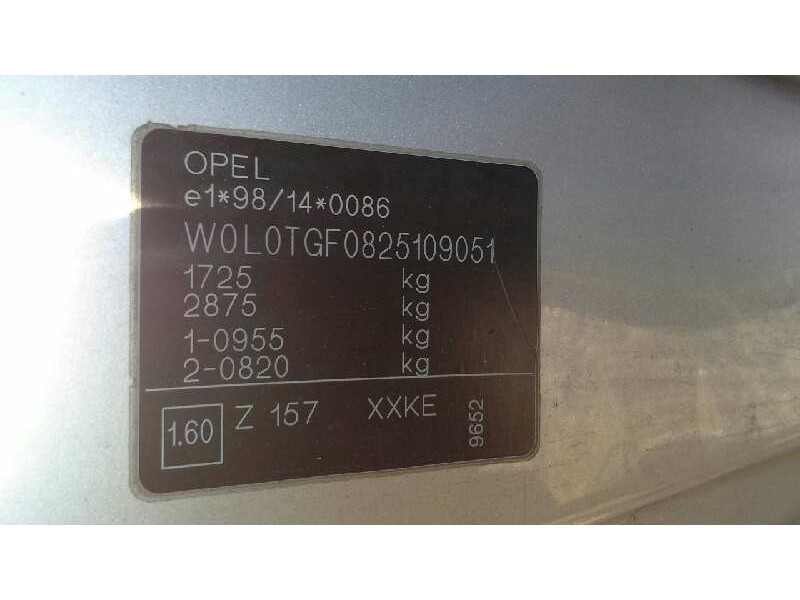 OPEL
e1*98/14*0086
W0L0TGF0825109051
1725 kg
2875 kg
1-0955 kg
2-0820 kg
1.60 Z 157 XXKE 9652